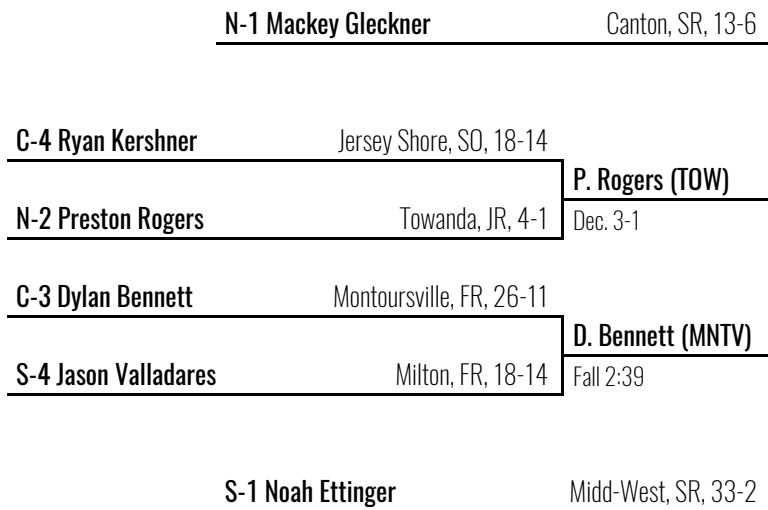 N-1 Mackey Gleckner Canton, SR, 13-6
C-4 Ryan Kershner Jersey Shore, SO, 18-14
P. Rogers (TOW)
N-2 Preston Rogers Towanda, JR, 4-1
Dec. 3-1
C-3 Dylan Bennett Montoursville, FR, 26-11
D. Bennett (MNTV)
S-4 Jason Valladares Milton, FR, 18-14
Fall 2:39
S-1 Noah Ettinger Midd-West, SR, 33-2